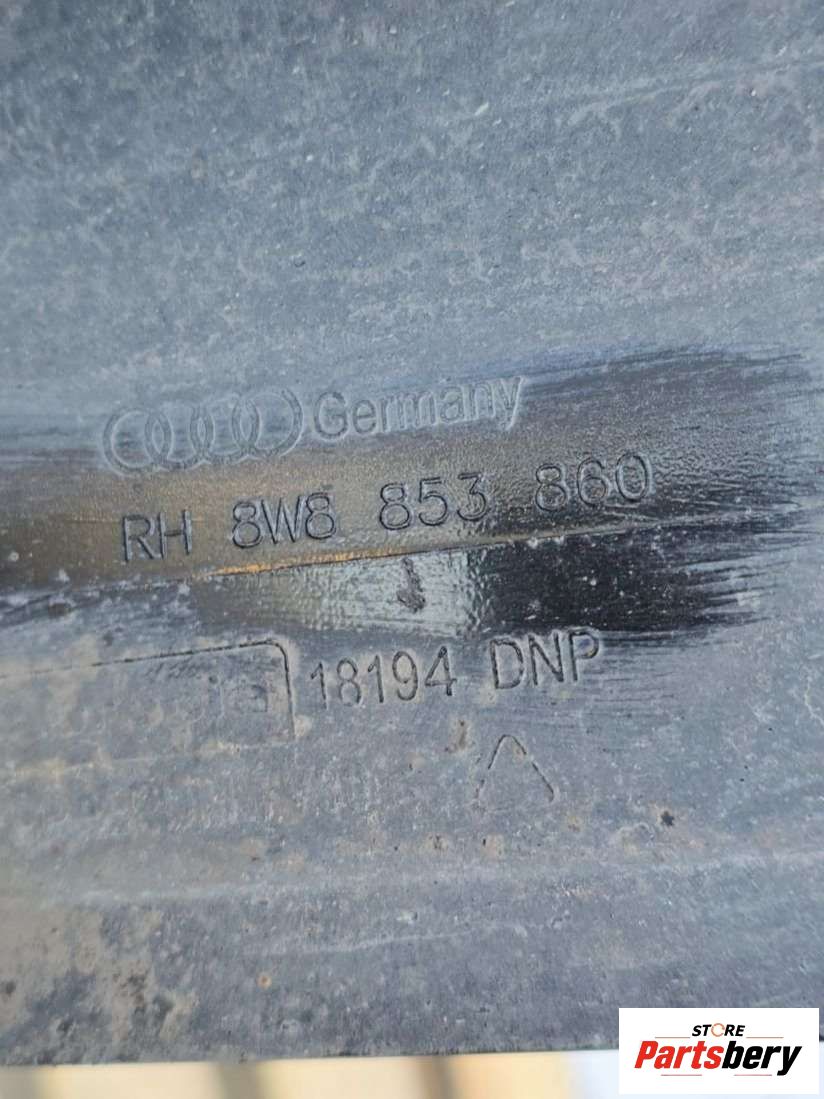 Germany
RH 8W8 853 860
18194 DNP
STORE
Partsbery